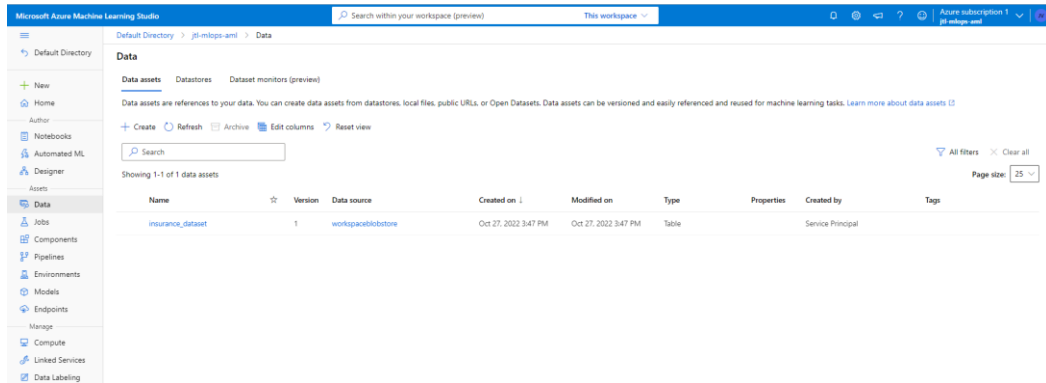 Microsoft Azure Machine Learning Studio
Search within your workspace (preview)
This workspace
Azure subscription 1
jtl-mlops-aml
Default Directory
New
Home
Author
Notebooks
Automated ML
Designer
Assets
Data
Jobs
Components
Pipelines
Environments
Models
Endpoints
Manage
Compute
Linked Services
Data Labeling
Default Directory > jtl-mlops-aml > Data
Data
Data assets Datastores Dataset monitors (preview)
Data assets are references to your data. You can create data assets from datastores, local files, public URLs, or Open Datasets. Data assets can be versioned and easily referenced and reused for machine learning tasks. Learn more about data assets
Create Refresh Archive Edit columns Reset view
Search
All filters Clear all
Showing 1-1 of 1 data assets
Page size: 25
Name Version Data source Created on ↓ Modified on Type Properties Created by Tags
insurance_dataset 1 workspaceblobstore Oct 27, 2022 3:47 PM Oct 27, 2022 3:47 PM Table Service Principal